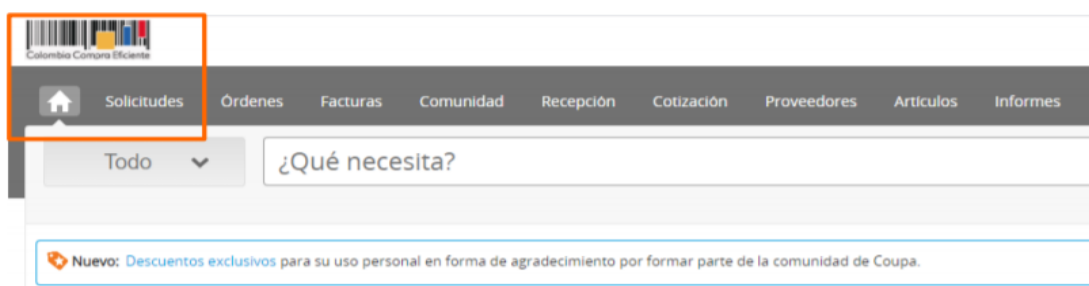 Colombia Compra Eficiente
Solicitudes Órdenes Facturas Comunidad Recepción Cotización Proveedores Artículos Informes
Todo ¿Qué necesita?
Nuevo: Descuentos exclusivos para su uso personal en forma de agradecimiento por formar parte de la comunidad de Coupa.